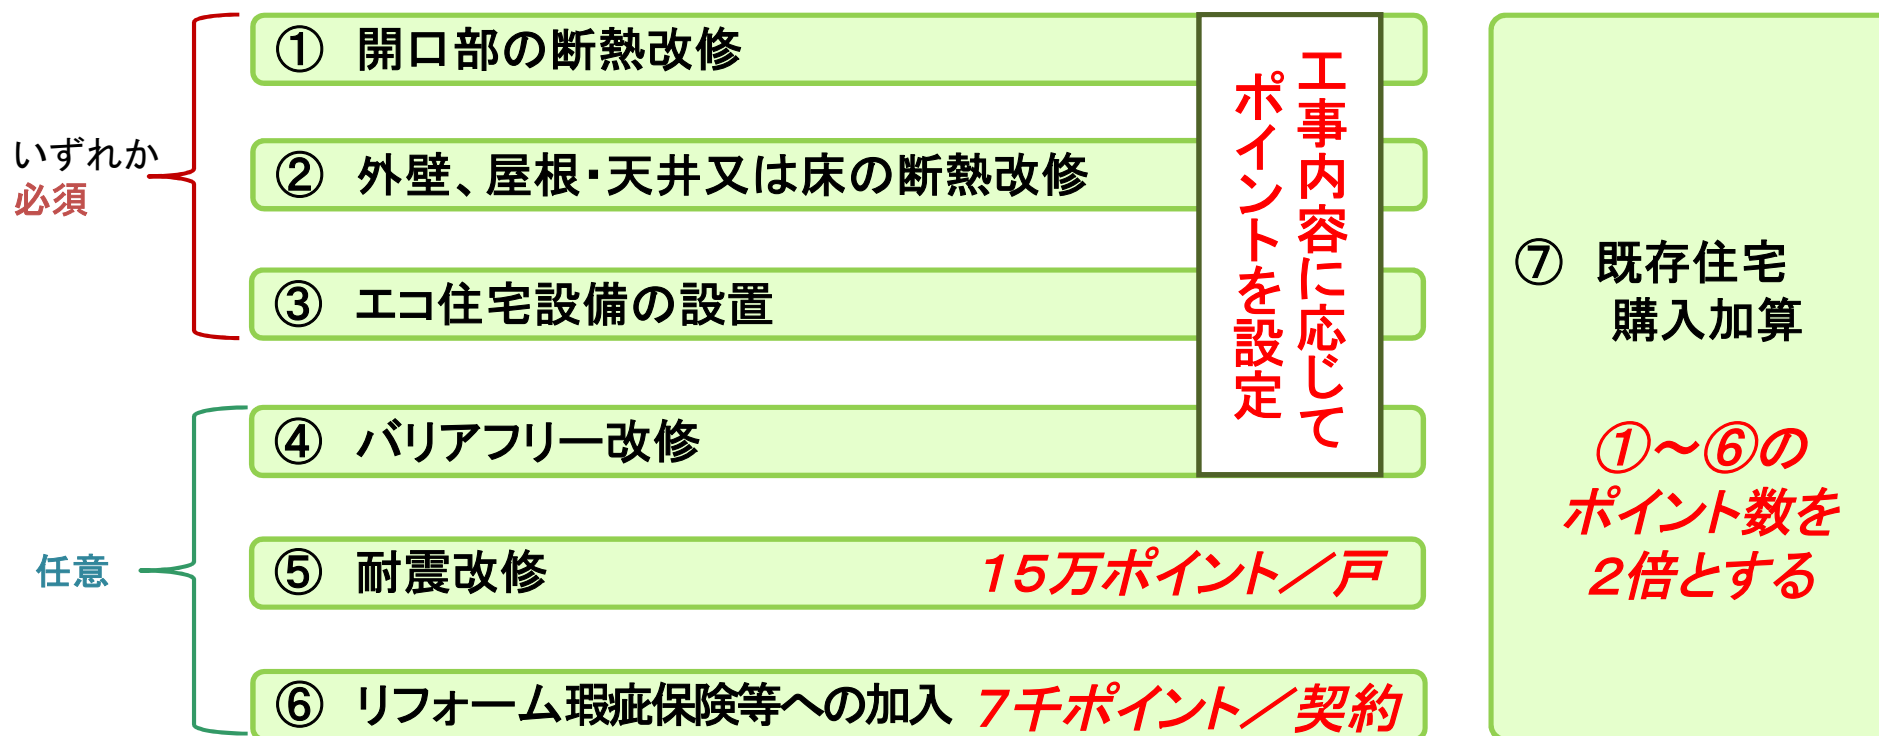 いずれか
必須
① 開口部の断熱改修
② 外壁、屋根・天井又は床の断熱改修
③ エコ住宅設備の設置
工事内容に応じて
ポイントを設定
任意
④ バリアフリー改修
⑤ 耐震改修 15万ポイント／戸
⑥ リフォーム瑕疵保険等への加入 7千ポイント／契約
⑦ 既存住宅
購入加算
①～⑥の
ポイント数を
2倍とする